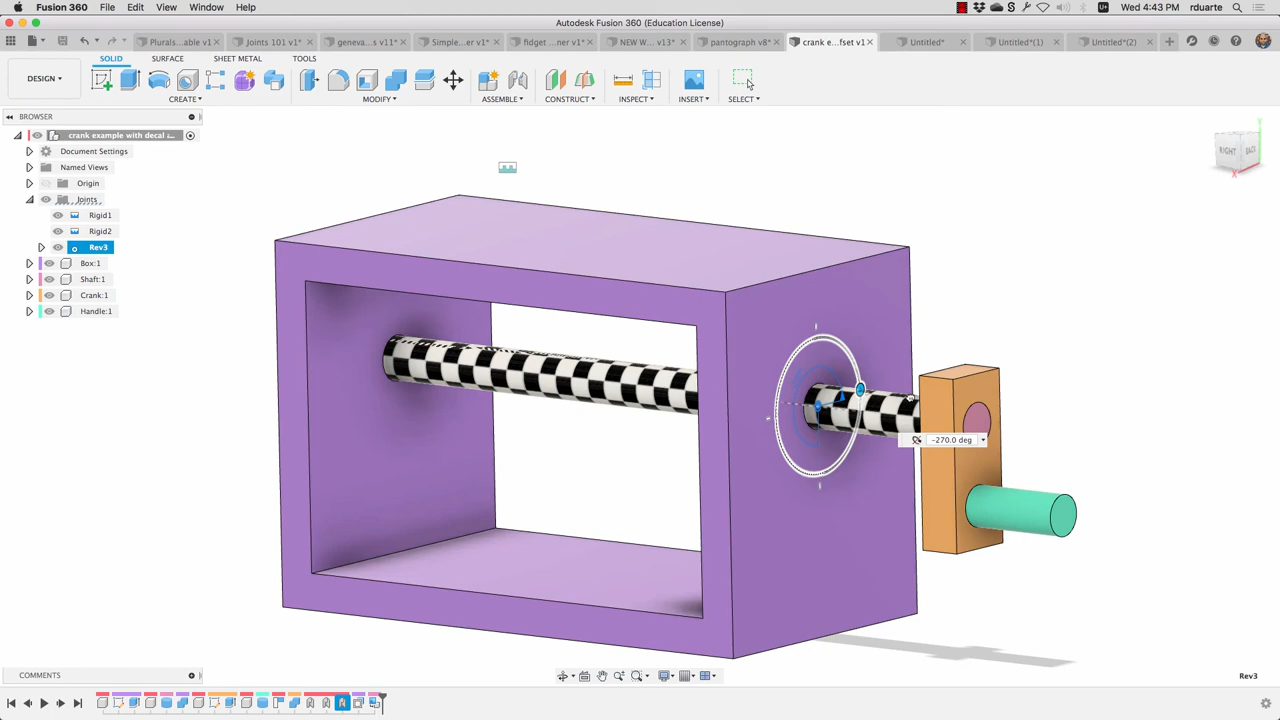 Fusion 360 File Edit View Window Help
Wed 4:43 PM rduarte
Autodesk Fusion 360 (Education License)
Plurals...able v1* Joints 101 v1* geneva...s v11* Simple...er v1* fidget ...ner v1* NEW W... v13* pantograph v8* crank e...fset v1 Untitled* Untitled*(1) Untitled*(2)
SOLID SURFACE SHEET METAL TOOLS
DESIGN
CREATE MODIFY ASSEMBLE CONSTRUCT INSPECT INSERT SELECT
BROWSER
crank example with decal a...
Document Settings
Named Views
Origin
Joints
Rigid1
Rigid2
Rev3
Box:1
Shaft:1
Crank:1
Handle:1
RIGHT BACK
Y
X
-270.0 deg
COMMENTS
Rev3